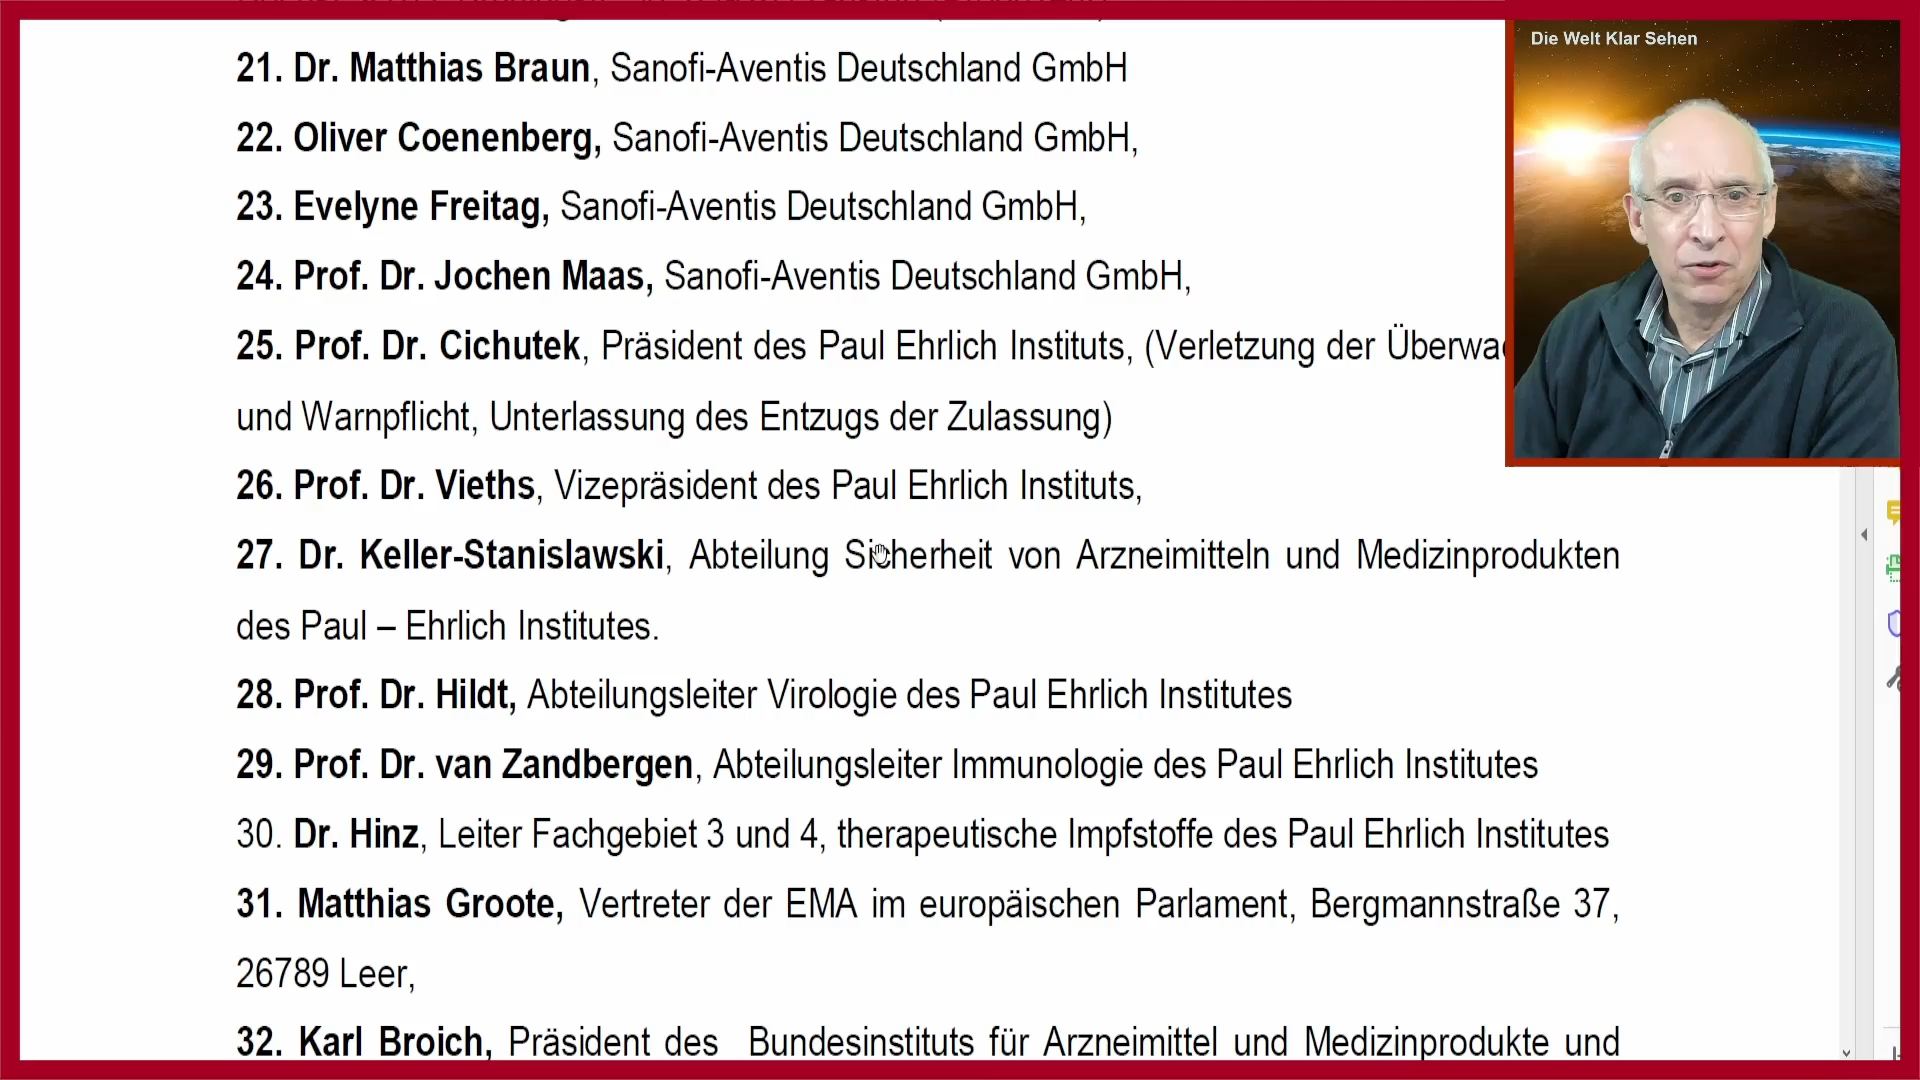 21. Dr. Matthias Braun, Sanofi-Aventis Deutschland GmbH
22. Oliver Coenenberg, Sanofi-Aventis Deutschland GmbH,
23. Evelyne Freitag, Sanofi-Aventis Deutschland GmbH,
24. Prof. Dr. Jochen Maas, Sanofi-Aventis Deutschland GmbH,
25. Prof. Dr. Cichutek, Präsident des Paul Ehrlich Instituts, (Verletzung der
und Warnpflicht, Unterlassung des Entzugs der Zulassung)
26. Prof. Dr. Vieths, Vizepräsident des Paul Ehrlich Instituts,
27. Dr. Keller-Stanislawski, Abteilung Sicherheit von Arzneimitteln und Medizinprodukten
des Paul – Ehrlich Institutes.
28. Prof. Dr. Hildt, Abteilungsleiter Virologie des Paul Ehrlich Institutes
29. Prof. Dr. van Zandbergen, Abteilungsleiter Immunologie des Paul Ehrlich Institutes
30. Dr. Hinz, Leiter Fachgebiet 3 und 4, therapeutische Impfstoffe des Paul Ehrlich Institutes
31. Matthias Groote, Vertreter der EMA im europäischen Parlament, Bergmannstraße 37,
26789 Leer,
32. Karl Broich, Präsident des Bundesinstituts für Arzneimittel und Medizinprodukte und
Die Welt Klar Sehen